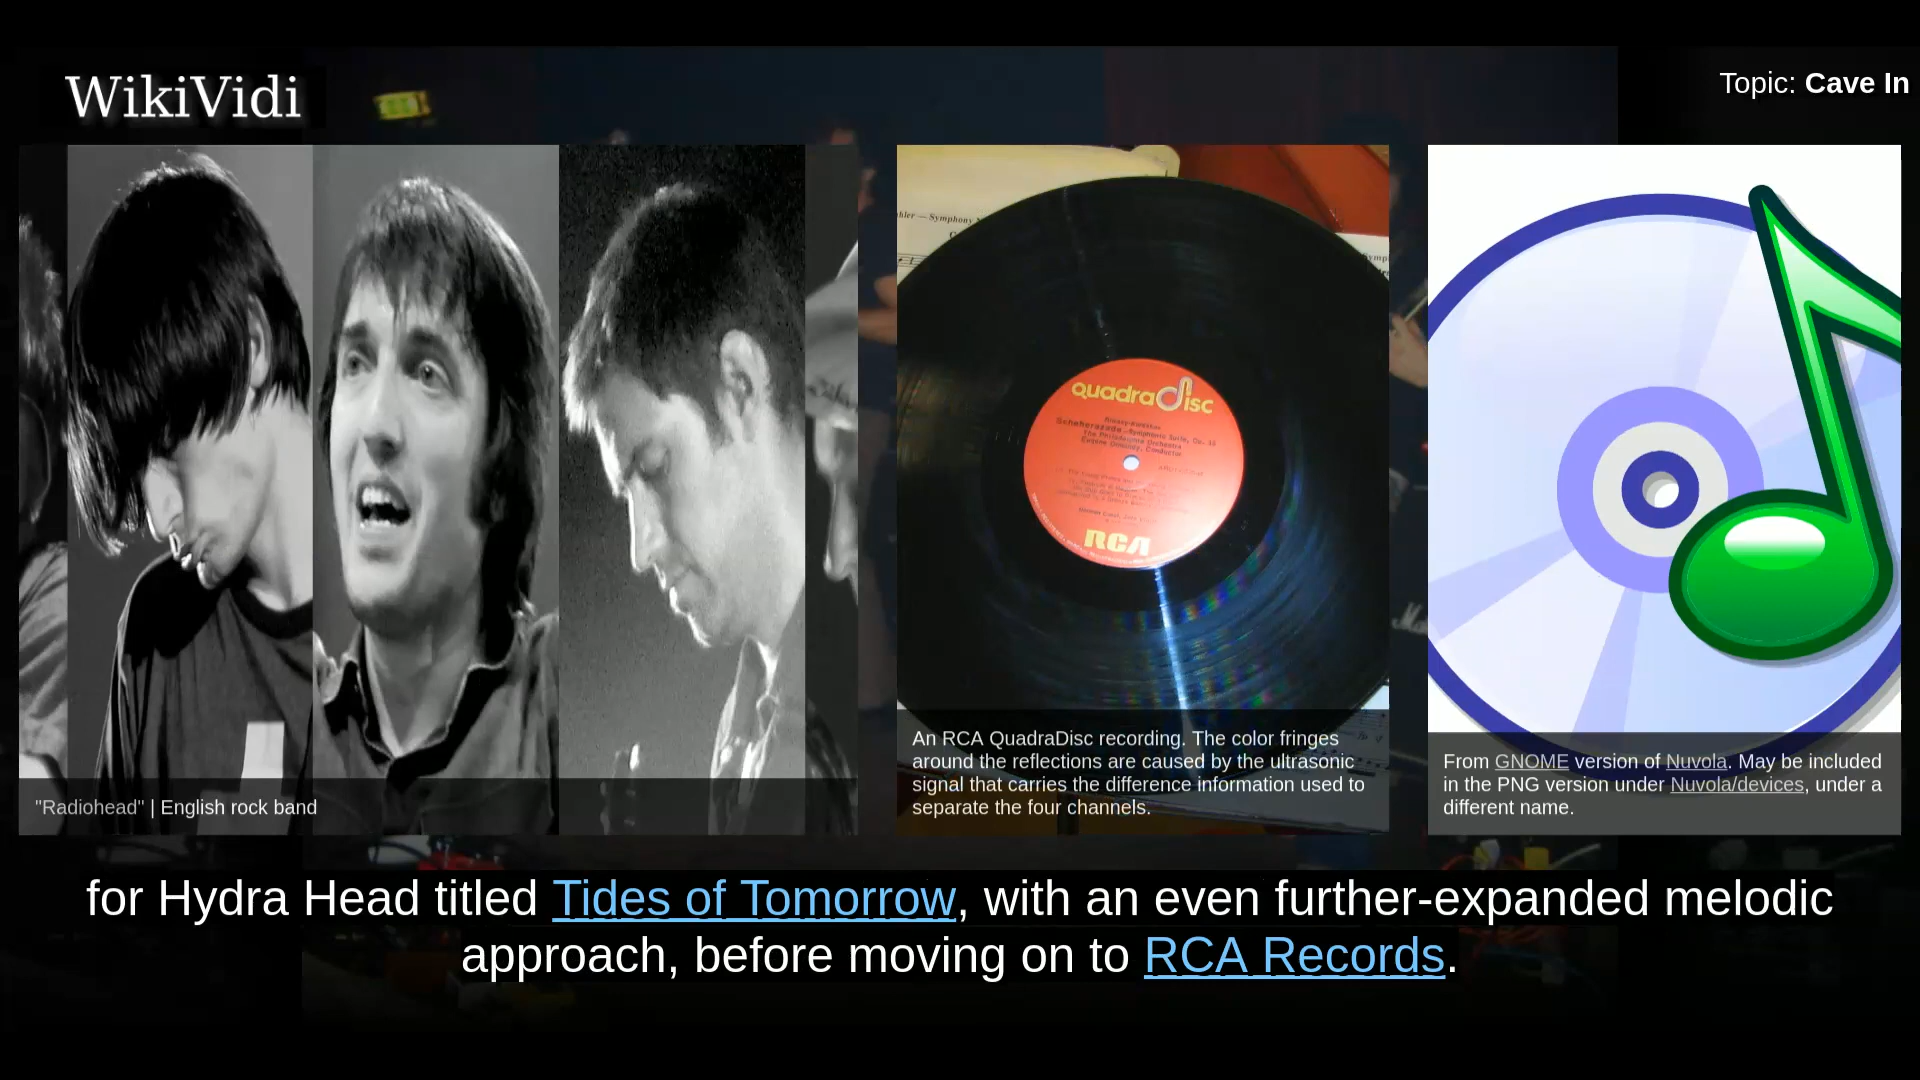 WikiVidi
Topic: Cave In
quadradisc
Scheherazade
RCA
"Radiohead" | English rock band
An RCA QuadraDisc recording. The color fringes
around the reflections are caused by the ultrasonic
signal that carries the difference information used to
separate the four channels.
From GNOME version of Nuvola. May be included
in the PNG version under Nuvola/devices, under a
different name.
for Hydra Head titled Tides of Tomorrow, with an even further-expanded melodic
approach, before moving on to RCA Records.